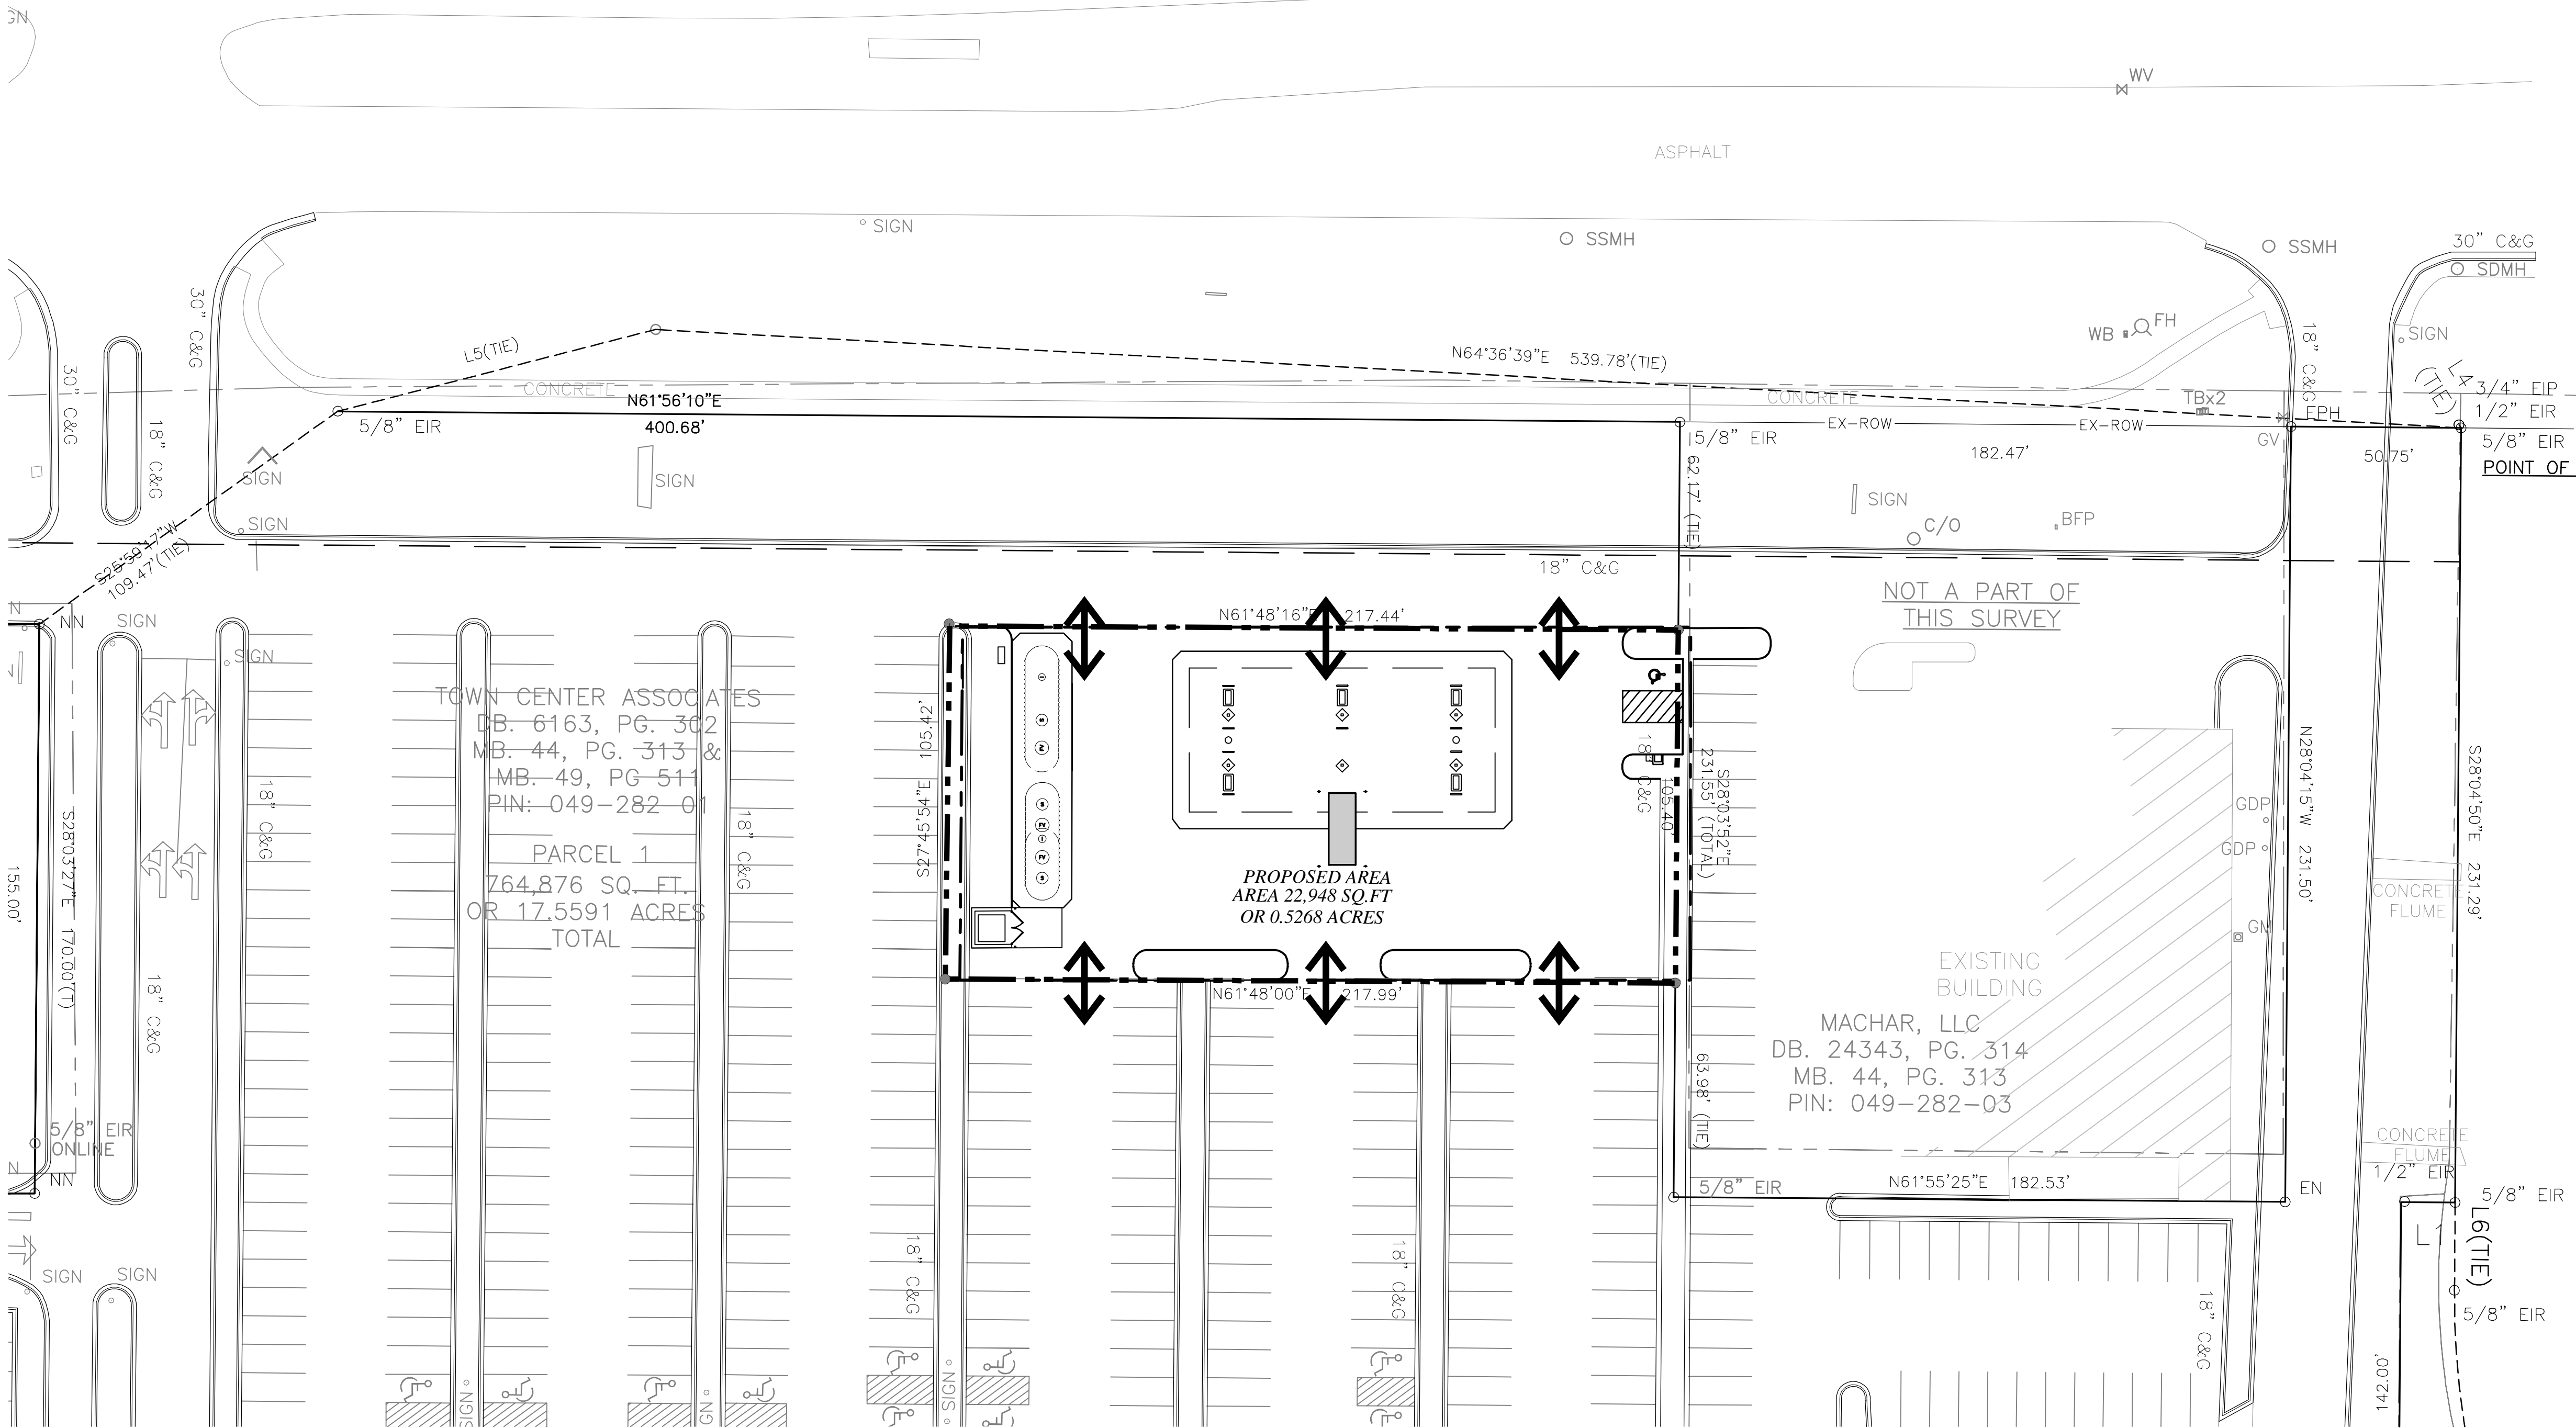 WV
ASPHALT
SIGN
SSMH
SSMH
30" C&G
SDMH
30" C&G
WB
FH
18" C&G
SIGN
L4
(TIE)
L5(TIE)
N64°36'39"E 539.78'(TIE)
30" C&G
CONCRETE
CONCRETE
3/4" EIP
1/2" EIR
5/8" EIR
POINT OF
N61°56'10"E
400.68'
5/8" EIR
5/8" EIR
EX-ROW
EX-ROW
TBx2
FPH
GV
182.47'
50.75'
18" C&G
SIGN
SIGN
SIGN
SIGN
62.17' (TIE)
C/O
BFP
S25°59'17"W
109.47'(TIE)
18" C&G
NOT A PART OF
THIS SURVEY
NN
SIGN
SIGN
N61°48'16"E 217.44'
TOWN CENTER ASSOCIATES
DB. 6163, PG. 302
MB. 44, PG. 313 &
MB. 49, PG 511
PIN: 049-282-01
PARCEL 1
764,876 SQ. FT.
OR 17.5591 ACRES
TOTAL
S27°45'54"E 105.42'
18" C&G
105.40'
231.55' (TOTAL)
S28°03'52"E
N28°04'15"W 231.50'
S28°04'50"E 231.29'
GDP
GDP
GM
CONCRETE
FLUME
18" C&G
18" C&G
155.00'
S28°03'27"E 170.00'(T)
18" C&G
PROPOSED AREA
AREA 22,948 SQ.FT
OR 0.5268 ACRES
N61°48'00"E 217.99'
EXISTING
BUILDING
MACHAR, LLC
DB. 24343, PG. 314
MB. 44, PG. 313
PIN: 049-282-03
63.98' (TIE)
5/8" EIR
ONLINE
NN
CONCRETE
FLUME
1/2" EIR
5/8" EIR
N61°55'25"E 182.53'
EN
5/8" EIR
L1
L6(TIE)
5/8" EIR
SIGN
SIGN
18" C&G
18" C&G
18" C&G
142.00'
SIGN
SIGN